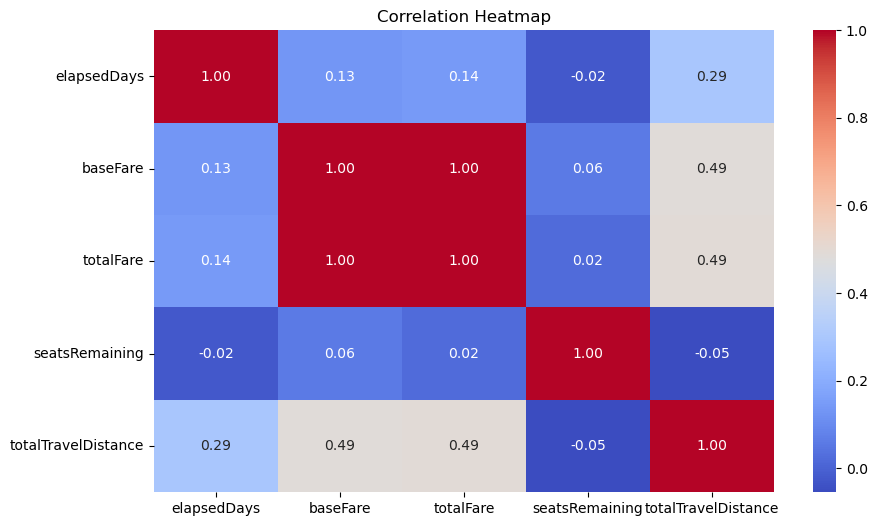 Correlation Heatmap
elapsedDays 1.00 0.13 0.14 -0.02 0.29
baseFare 0.13 1.00 1.00 0.06 0.49
totalFare 0.14 1.00 1.00 0.02 0.49
seatsRemaining -0.02 0.06 0.02 1.00 -0.05
totalTravelDistance 0.29 0.49 0.49 -0.05 1.00
elapsedDays baseFare totalFare seatsRemaining totalTravelDistance
1.0
0.8
0.6
0.4
0.2
0.0